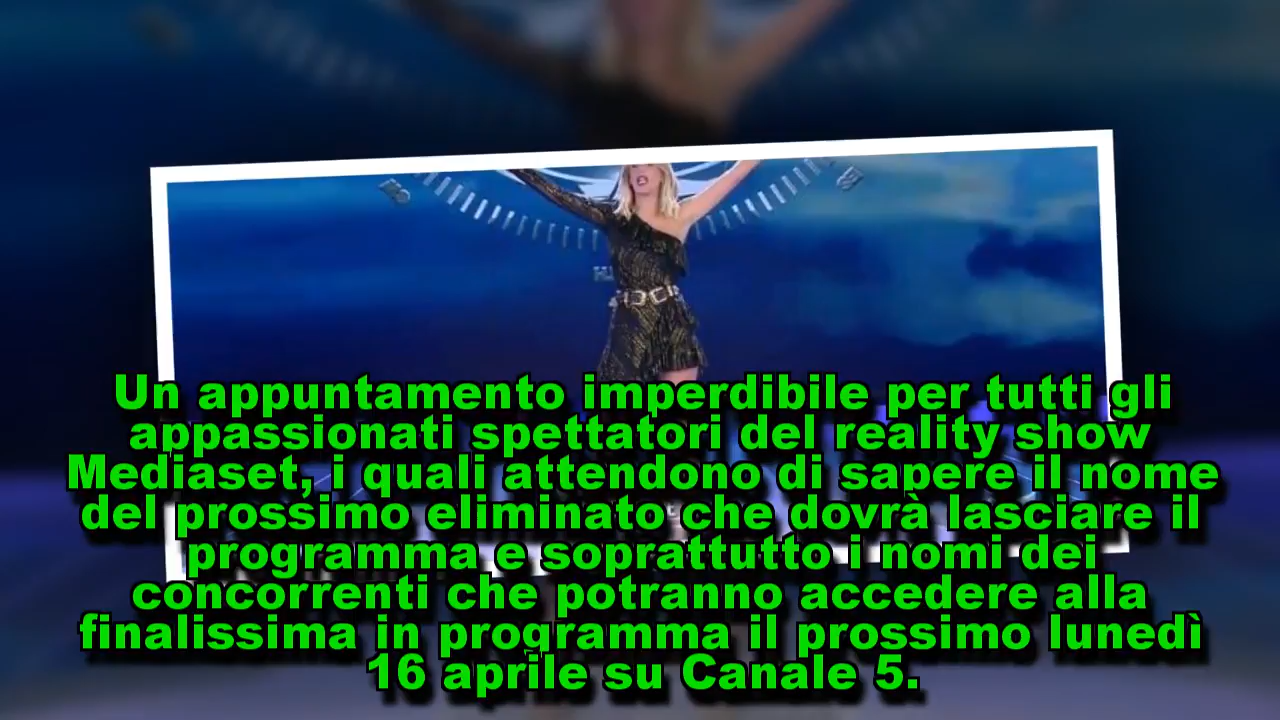 Un appuntamento imperdibile per tutti gli
appassionati spettatori del reality show
Mediaset, i quali attendono di sapere il nome
del prossimo eliminato che dovrà lasciare il
programma e soprattutto i nomi dei
concorrenti che potranno accedere alla
finalissima in programma il prossimo lunedì
16 aprile su Canale 5.